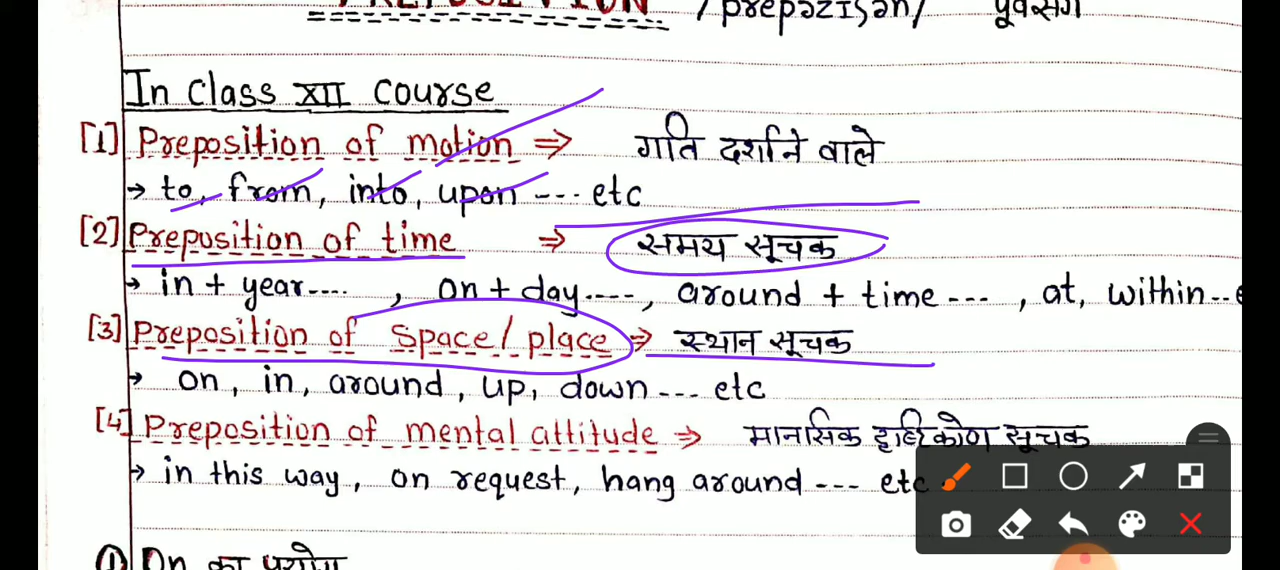 PREPOSITION /prepəzɪʃən/ पूर्वसर्ग
In Class XII Course
[1] Preposition of motion ⇒ गति दर्शाने वाले
→ to, from, into, upon ---- etc
[2] Preposition of time ⇒ समय सूचक
→ in + year...., on + day....., around + time ---, at, within..
[3] Preposition of Space/place ⇒ स्थान सूचक
→ on, in, around, up, down --- etc
[4] Preposition of mental attitude ⇒ मानसिक दृष्टिकोण सूचक
→ in this way, on request, hang around --- etc
① On का प्रयोग